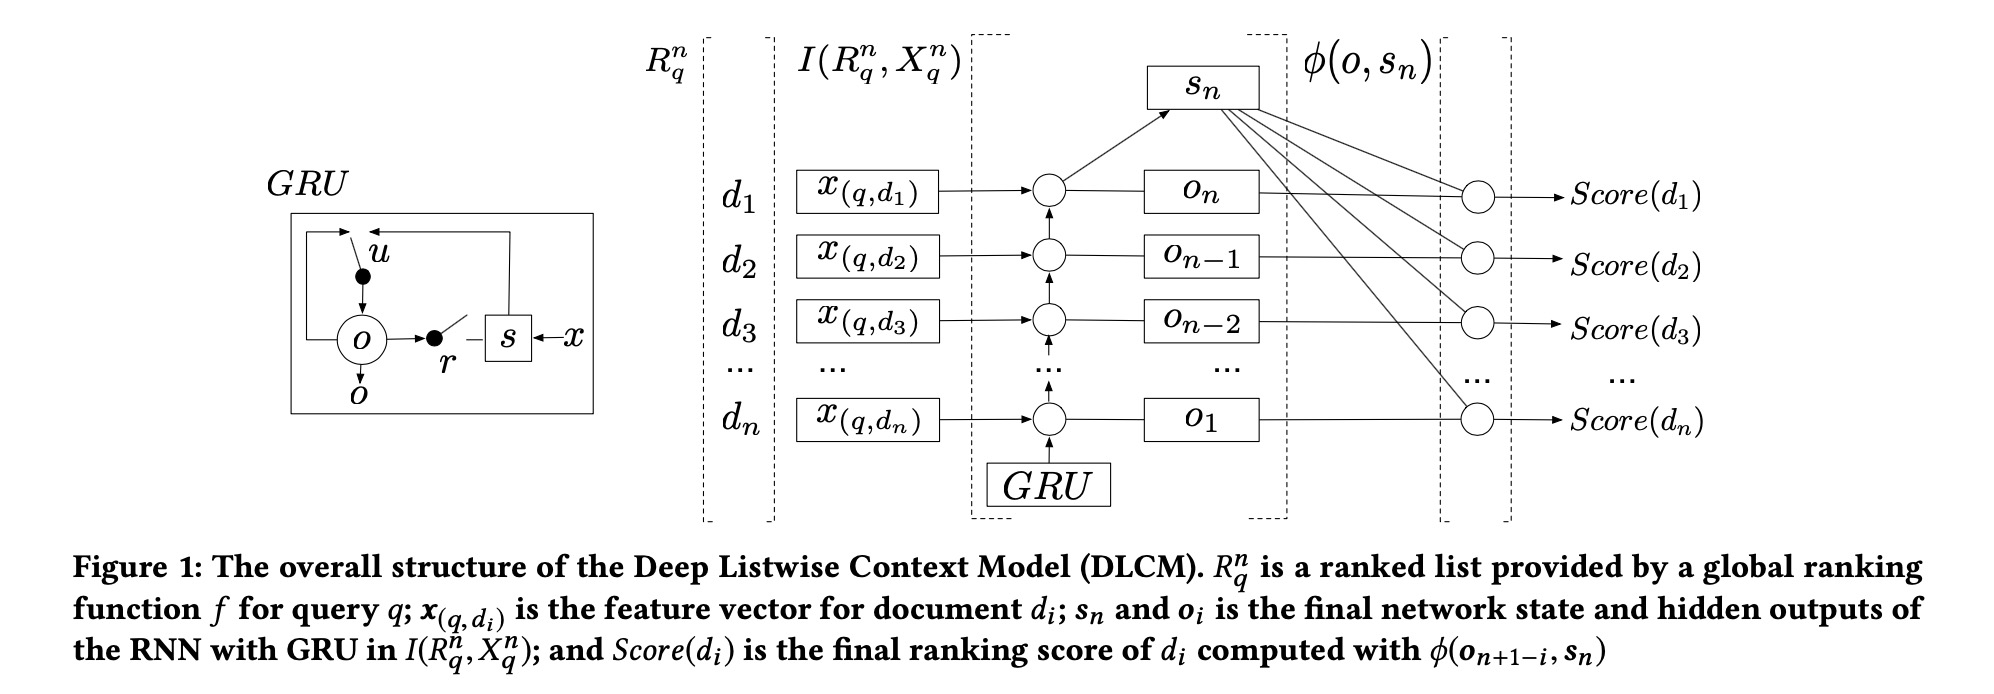 GRU
u
o
r
s
x
o
R_q^n
I(R_q^n, X_q^n)
ϕ(o, s_n)
s_n
d_1 x_(q,d_1) o_n Score(d_1)
d_2 x_(q,d_2) o_{n−1} Score(d_2)
d_3 x_(q,d_3) o_{n−2} Score(d_3)
... ... ... ... ... ...
d_n x_(q,d_n) o_1 Score(d_n)
GRU
Figure 1: The overall structure of the Deep Listwise Context Model (DLCM). R_q^n is a ranked list provided by a global ranking
function f for query q; x_(q,d_i) is the feature vector for document d_i; s_n and o_i is the final network state and hidden outputs of
the RNN with GRU in I(R_q^n, X_q^n); and Score(d_i) is the final ranking score of d_i computed with ϕ(o_{n+1−i}, s_n)